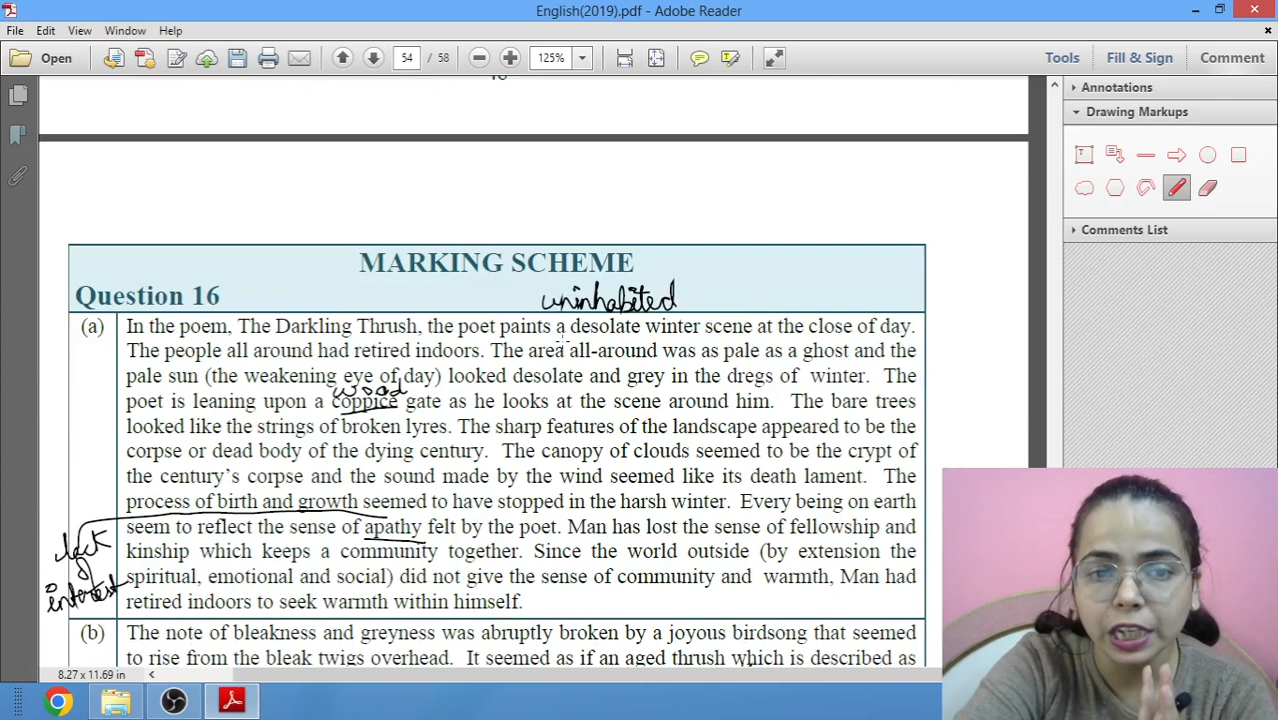 English(2019).pdf - Adobe Reader
File Edit View Window Help
Open 54 / 58 125% Tools Fill & Sign Comment
Annotations
Drawing Markups
Comments List
MARKING SCHEME
Question 16
uninhabited
(a) In the poem, The Darkling Thrush, the poet paints a desolate winter scene at the close of day.
The people all around had retired indoors. The area all-around was as pale as a ghost and the
pale sun (the weakening eye of day) looked desolate and grey in the dregs of winter. The
wood
poet is leaning upon a coppice gate as he looks at the scene around him. The bare trees
looked like the strings of broken lyres. The sharp features of the landscape appeared to be the
corpse or dead body of the dying century. The canopy of clouds seemed to be the crypt of
the century's corpse and the sound made by the wind seemed like its death lament. The
process of birth and growth seemed to have stopped in the harsh winter. Every being on earth
seem to reflect the sense of apathy felt by the poet. Man has lost the sense of fellowship and
lack
kinship which keeps a community together. Since the world outside (by extension the
interest
spiritual, emotional and social) did not give the sense of community and warmth, Man had
retired indoors to seek warmth within himself.
(b) The note of bleakness and greyness was abruptly broken by a joyous birdsong that seemed
to rise from the bleak twigs overhead. It seemed as if an aged thrush which is described as
8.27 x 11.69 in